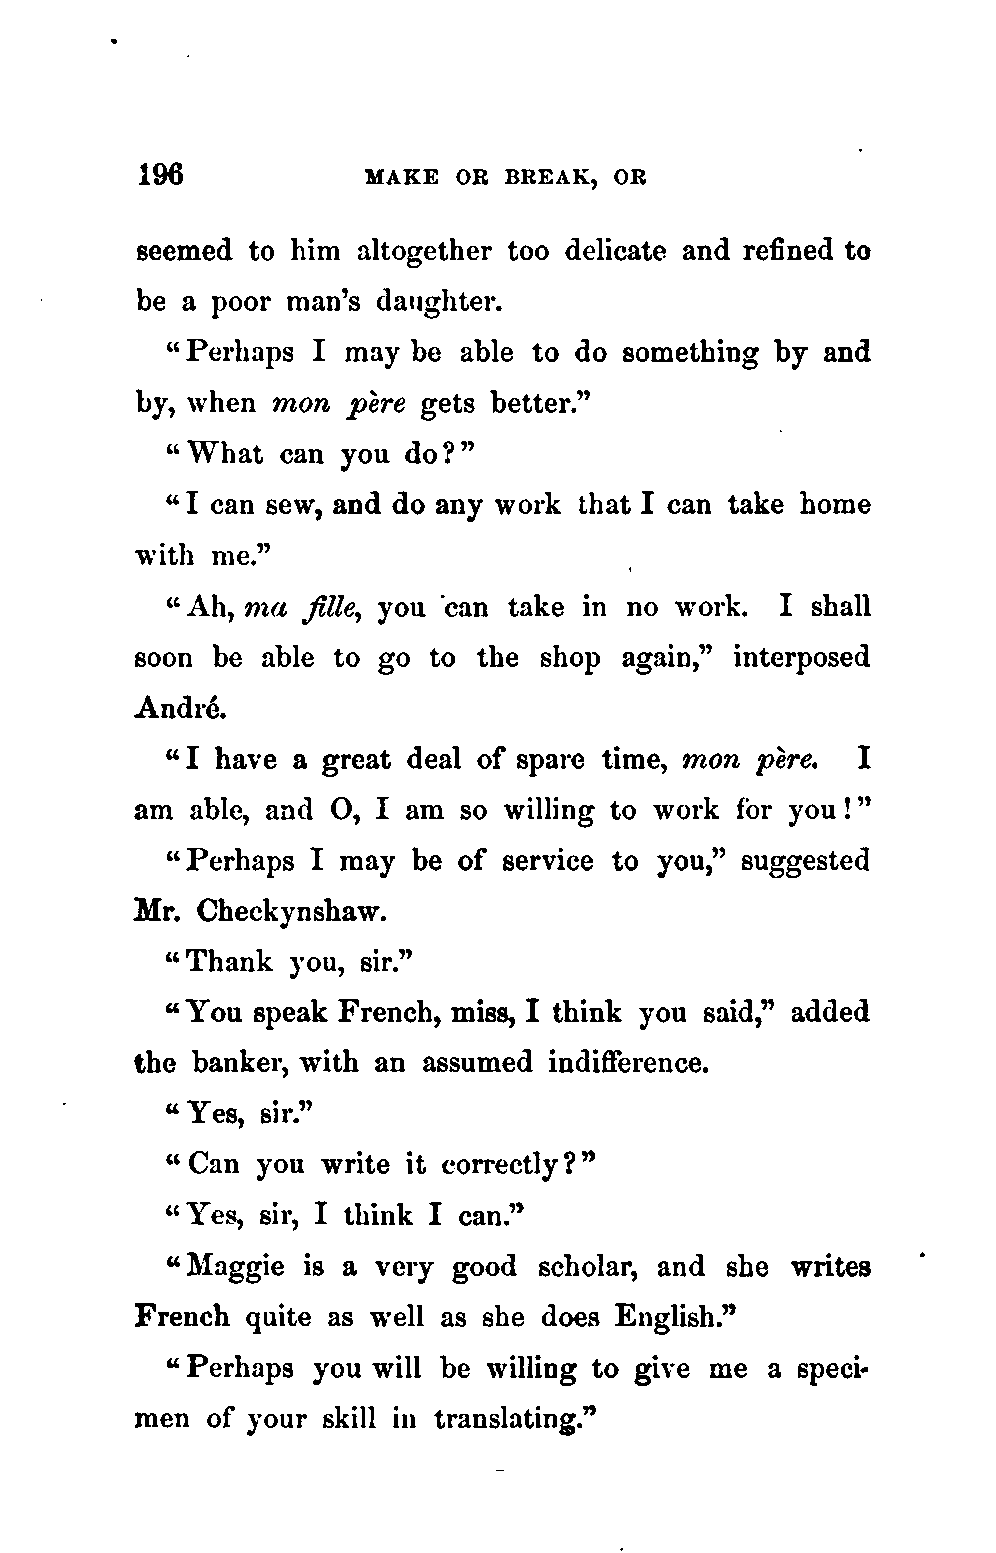 196 MAKE OR BREAK, OR
seemed to him altogether too delicate and refined to
be a poor man's daughter.
"Perhaps I may be able to do something by and
by, when mon père gets better."
"What can you do?"
"I can sew, and do any work that I can take home
with me."
"Ah, ma fille, you can take in no work. I shall
soon be able to go to the shop again," interposed
André.
"I have a great deal of spare time, mon père. I
am able, and O, I am so willing to work for you!"
"Perhaps I may be of service to you," suggested
Mr. Checkynshaw.
"Thank you, sir."
"You speak French, miss, I think you said," added
the banker, with an assumed indifference.
"Yes, sir."
"Can you write it correctly?"
"Yes, sir, I think I can."
"Maggie is a very good scholar, and she writes
French quite as well as she does English."
"Perhaps you will be willing to give me a speci-
men of your skill in translating."